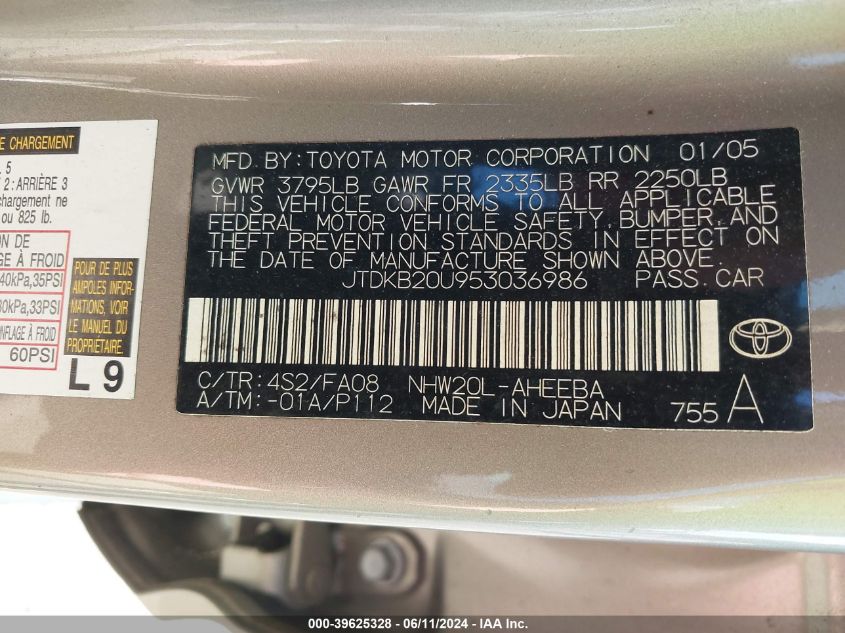 E CHARGEMENT
5
2: ARRIÈRE 3
chargement ne
ou 825 lb.
ON DE
GE À FROID
40kPa,35PSI
30kPa,33PSI
NFLAGE À FROID
60PSI
POUR DE PLUS
AMPLES INFOR-
MATIONS, VOIR
LE MANUEL DU
PROPRIÉTAIRE.
L 9
MFD. BY: TOYOTA MOTOR CORPORATION 01/05
GVWR 3795LB GAWR FR 2335LB RR 2250LB
THIS VEHICLE CONFORMS TO ALL APPLICABLE
FEDERAL MOTOR VEHICLE SAFETY, BUMPER, AND
THEFT PREVENTION STANDARDS IN EFFECT ON
THE DATE OF MANUFACTURE SHOWN ABOVE.
JTDKB20U953036986 PASS. CAR
C/TR: 4S2/FA08 NHW20L-AHEEBA
A/TM: -01A/P112 MADE IN JAPAN 755 A
000-39625328 - 06/11/2024 - IAA Inc.